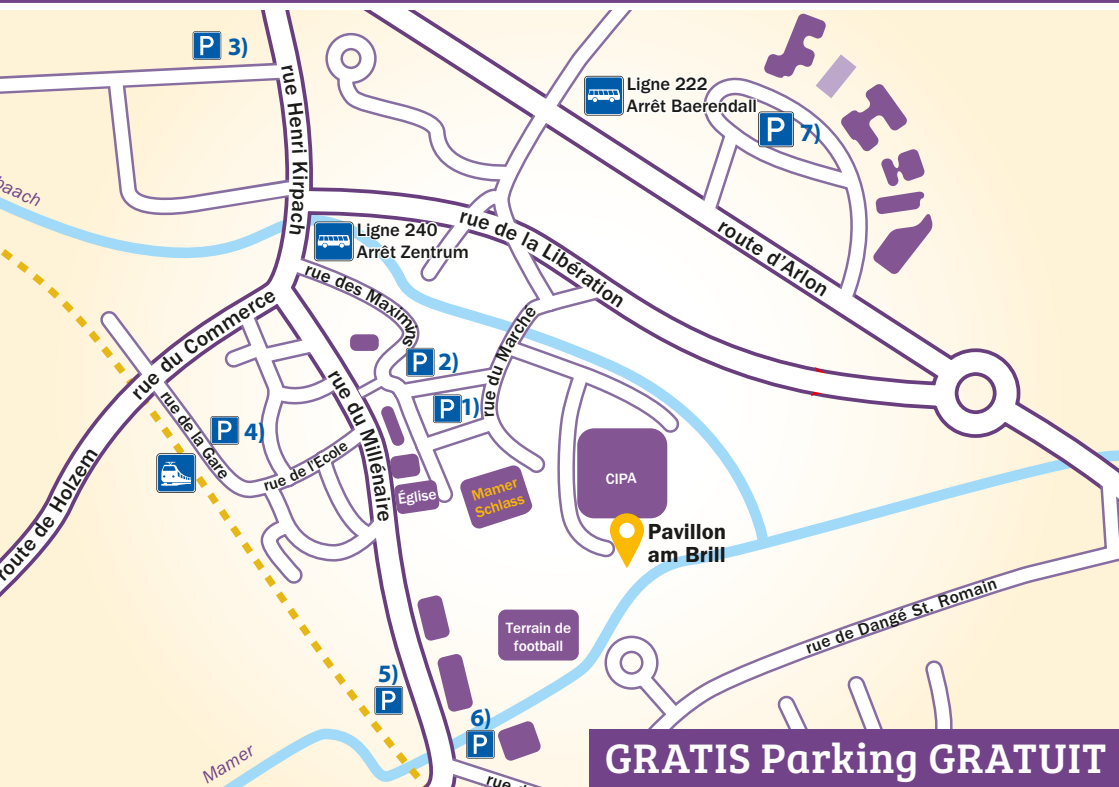 P 3)
rue Henri Kirpach
Ligne 222
Arrêt Baerendall
P 7)
baach
Ligne 240
Arrêt Zentrum
rue de la Libération
route d'Arlon
rue des Maximins
rue du Commerce
rue du Marche
P 2)
P 1)
rue du Millénaire
rue de la Gare
P 4)
rue de l'Ecole
route de Holzem
Église
Mamer
Schlass
CIPA
Pavillon
am Brill
Terrain de
football
rue de Dangé St. Romain
5)
P
6)
P
Mamer
rue
GRATIS Parking GRATUIT